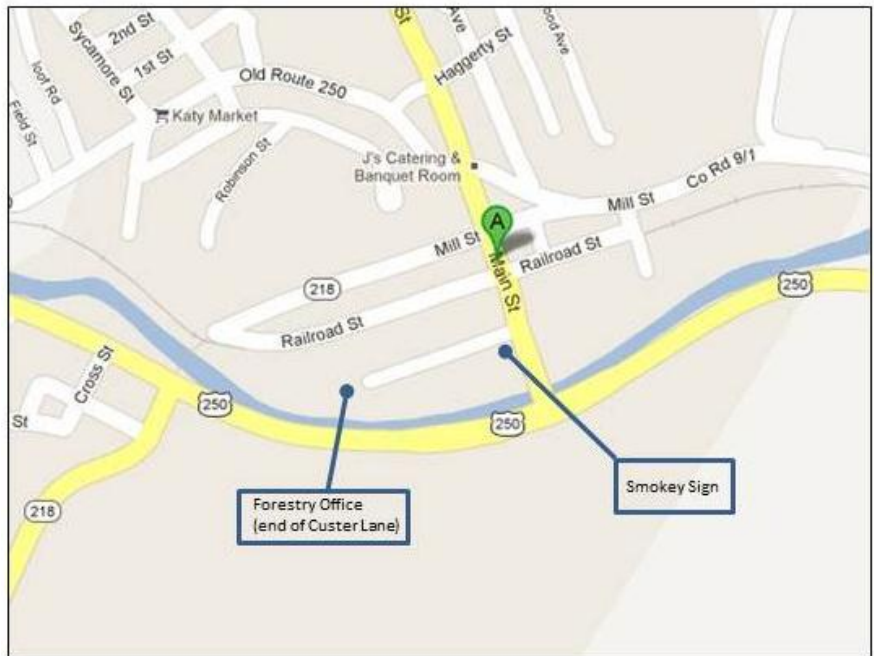 St
Ave
ood Ave
2nd St
Sycamore St
1st St
Ioof Rd
Field St
Haggerty St
Old Route 250
Katy Market
Robinson St
J's Catering &
Banquet Room
Co Rd 9/1
Mill St
A
Mill St
Railroad St
Main St
218
250
Railroad St
Cross St
250
St
250
218
Smokey Sign
Forestry Office
(end of Custer Lane)